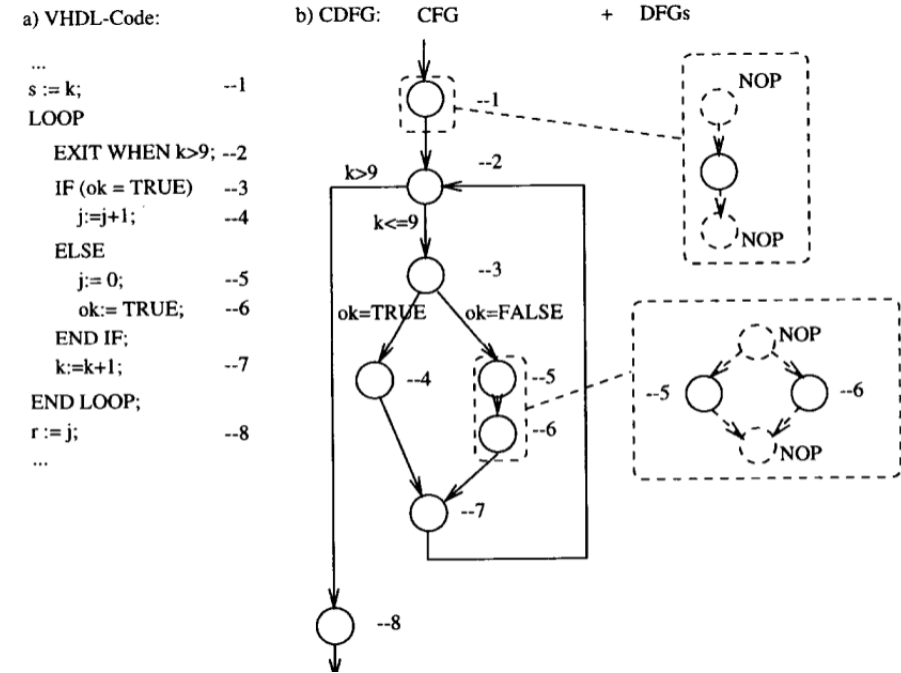 a) VHDL-Code:
...
s := k; --1
LOOP
EXIT WHEN k>9; --2
IF (ok = TRUE) --3
j:=j+1; --4
ELSE
j:= 0; --5
ok:= TRUE; --6
END IF;
k:=k+1; --7
END LOOP;
r := j; --8
...
b) CDFG: CFG + DFGs
--1
--2
k>9
k<=9
--3
ok=TRUE ok=FALSE
--4
--5
--6
--7
--8
NOP
NOP
NOP
--5 --6
NOP